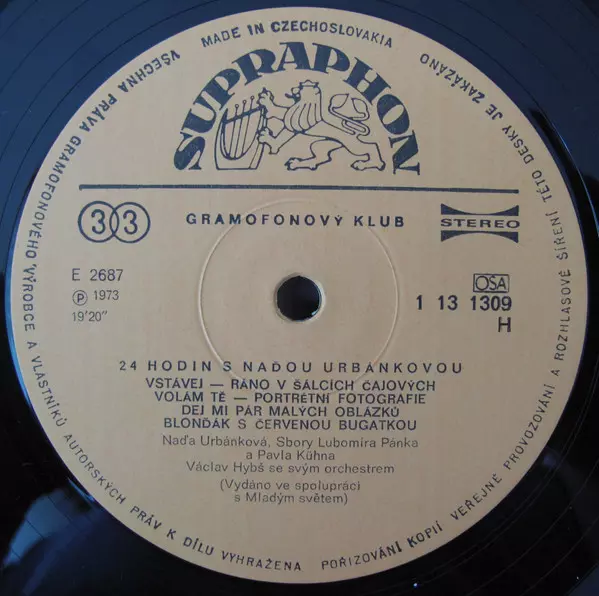 MADE IN CZECHOSLOVAKIA
SUPRAPHON
33
GRAMOFONOVÝ KLUB
STEREO
E 2687
Ⓟ 1973
19'20"
OSA
1 13 1309
H
24 HODIN S NAĎOU URBÁNKOVOU
VSTÁVEJ — RÁNO V ŠÁLCÍCH ČAJOVÝCH
VOLÁM TĚ — PORTRÉTNÍ FOTOGRAFIE
DEJ MI PÁR MALÝCH OBLÁZKŮ
BLONĎÁK S ČERVENOU BUGATKOU
Naďa Urbánková, Sbory Lubomíra Pánka
a Pavla Kühna
Václav Hybš se svým orchestrem
(Vydáno ve spolupráci
s Mladým světem)
VŠECHNA PRÁVA GRAMOFONOVÉHO VÝROBCE A VLASTNÍKŮ AUTORSKÝCH PRÁV K DÍLU VYHRAŽENA POŘIZOVÁNÍ KOPIÍ VEŘEJNÉ PROVOZOVÁNÍ A ROZHLASOVÉ ŠÍŘENÍ TÉTO DESKY JE ZAKÁZÁNO